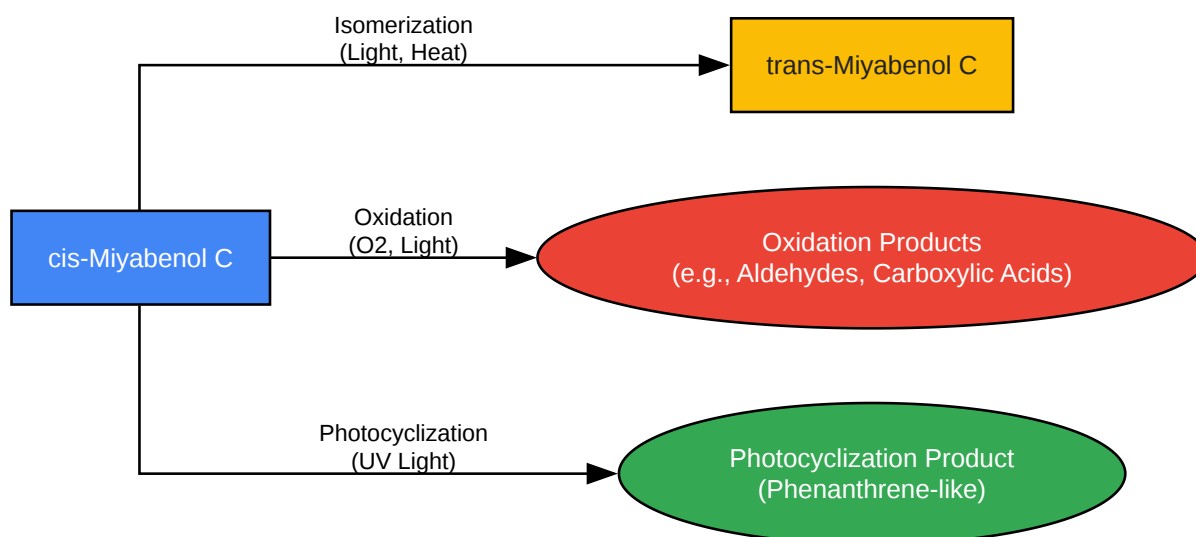 Isomerization
(Light, Heat)
trans-Miyabenol C
cis-Miyabenol C
Oxidation
(O2, Light)
Oxidation Products
(e.g., Aldehydes, Carboxylic Acids)
Photocyclization
(UV Light)
Photocyclization Product
(Phenanthrene-like)